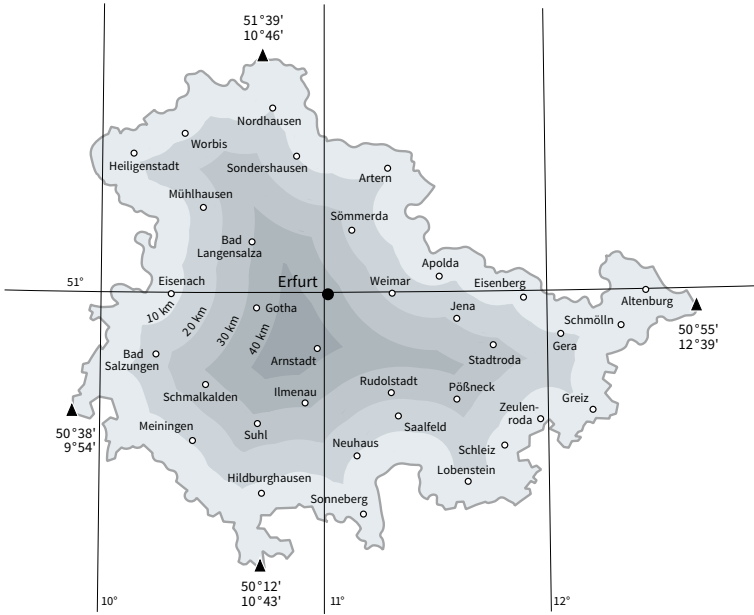 51°39'
10°46'
Nordhausen
Worbis
Heiligenstadt
Sondershausen
Artern
Mühlhausen
Sömmerda
Bad
Langensalza
Apolda
51°
Eisenach
Erfurt
Weimar
Eisenberg
Altenburg
10 km
20 km
30 km
40 km
Gotha
Jena
Schmölln
Gera
50°55'
12°39'
Bad
Salzungen
Arnstadt
Stadtroda
Schmalkalden
Ilmenau
Rudolstadt
Pößneck
Zeulen-
roda
Greiz
50°38'
9°54'
Meiningen
Suhl
Saalfeld
Neuhaus
Schleiz
Lobenstein
Hildburghausen
Sonneberg
50°12'
10°43'
10°
11°
12°